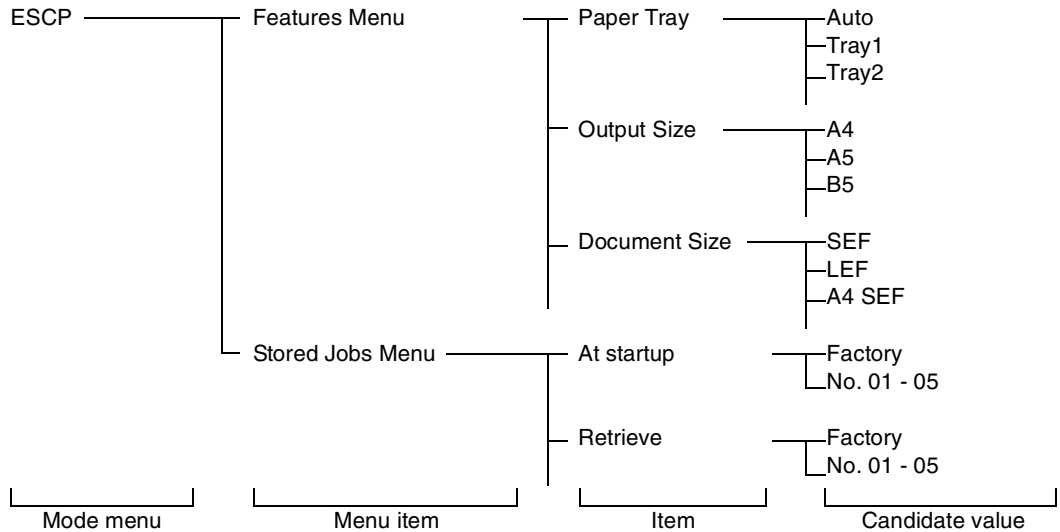 ESCP Features Menu Paper Tray Auto
Tray1
Tray2
Output Size A4
A5
B5
Document Size SEF
LEF
A4 SEF
Stored Jobs Menu At startup Factory
No. 01 - 05
Retrieve Factory
No. 01 - 05
Mode menu Menu item Item Candidate value